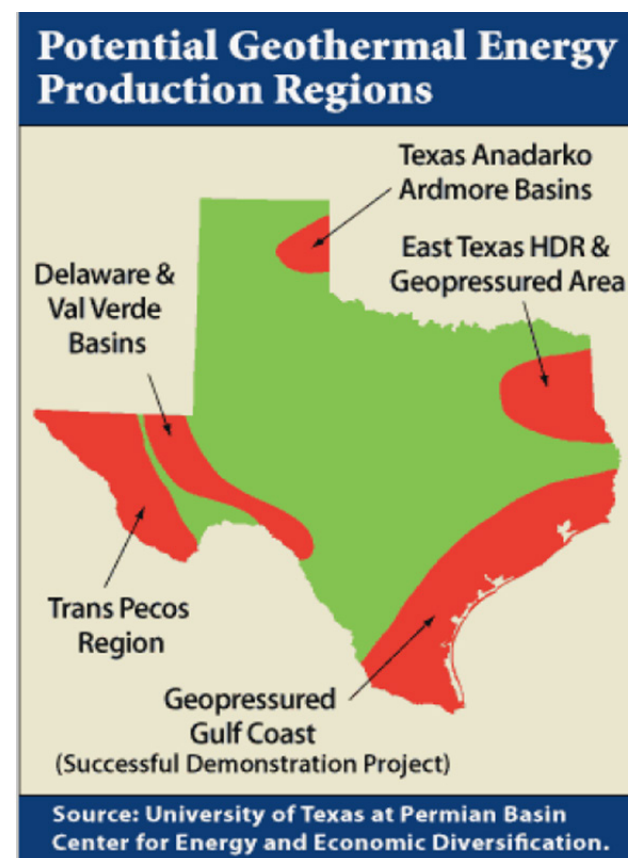 Potential Geothermal Energy
Production Regions
Texas Anadarko
Ardmore Basins
East Texas HDR &
Geopressured Area
Delaware &
Val Verde
Basins
Trans Pecos
Region
Geopressured
Gulf Coast
(Successful Demonstration Project)
Source: University of Texas at Permian Basin
Center for Energy and Economic Diversification.